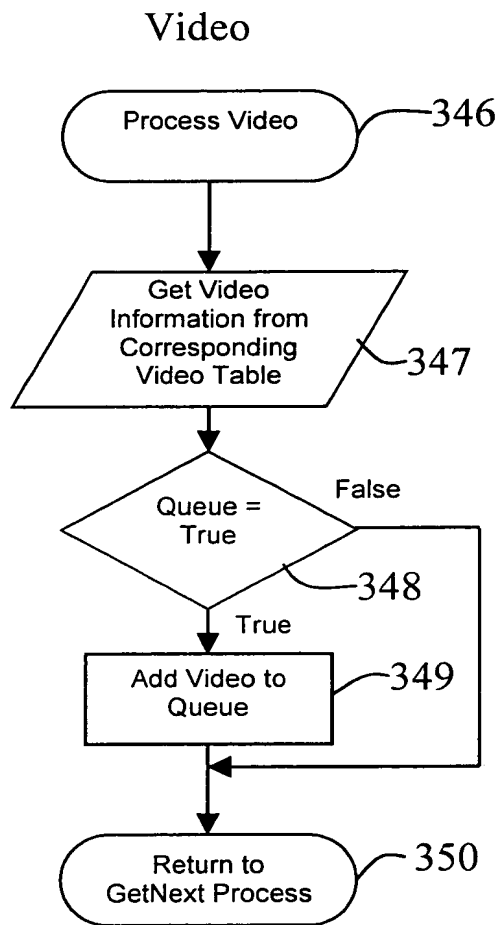 Video
Process Video
346
Get Video
Information from
Corresponding
Video Table
347
Queue =
True
False
348
True
Add Video to
Queue
349
Return to
GetNext Process
350